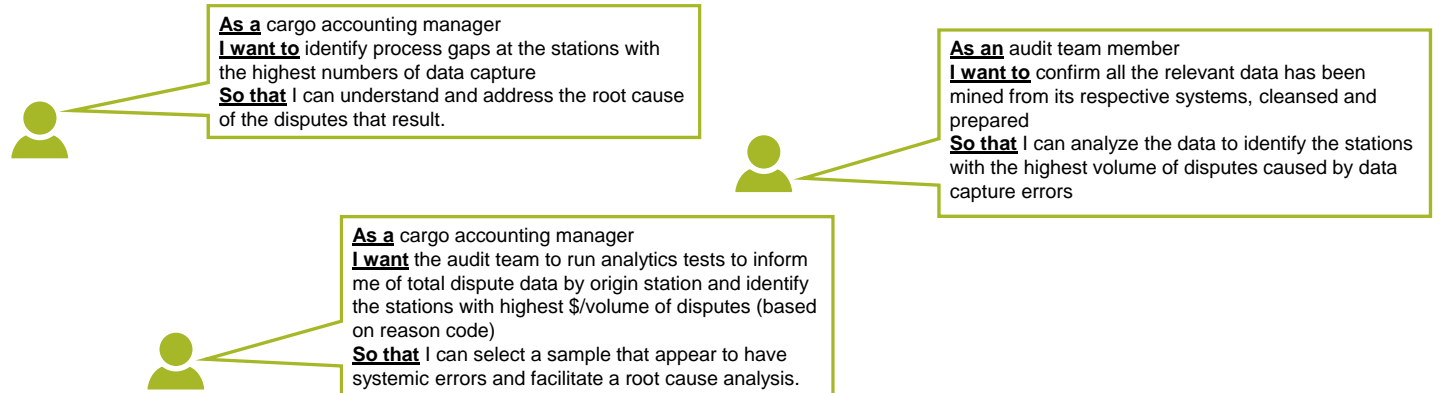 As a cargo accounting manager
I want to identify process gaps at the stations with
the highest numbers of data capture
So that I can understand and address the root cause
of the disputes that result.
As an audit team member
I want to confirm all the relevant data has been
mined from its respective systems, cleansed and
prepared
So that I can analyze the data to identify the stations
with the highest volume of disputes caused by data
capture errors
As a cargo accounting manager
I want the audit team to run analytics tests to inform
me of total dispute data by origin station and identify
the stations with highest $/volume of disputes (based
on reason code)
So that I can select a sample that appear to have
systemic errors and facilitate a root cause analysis.